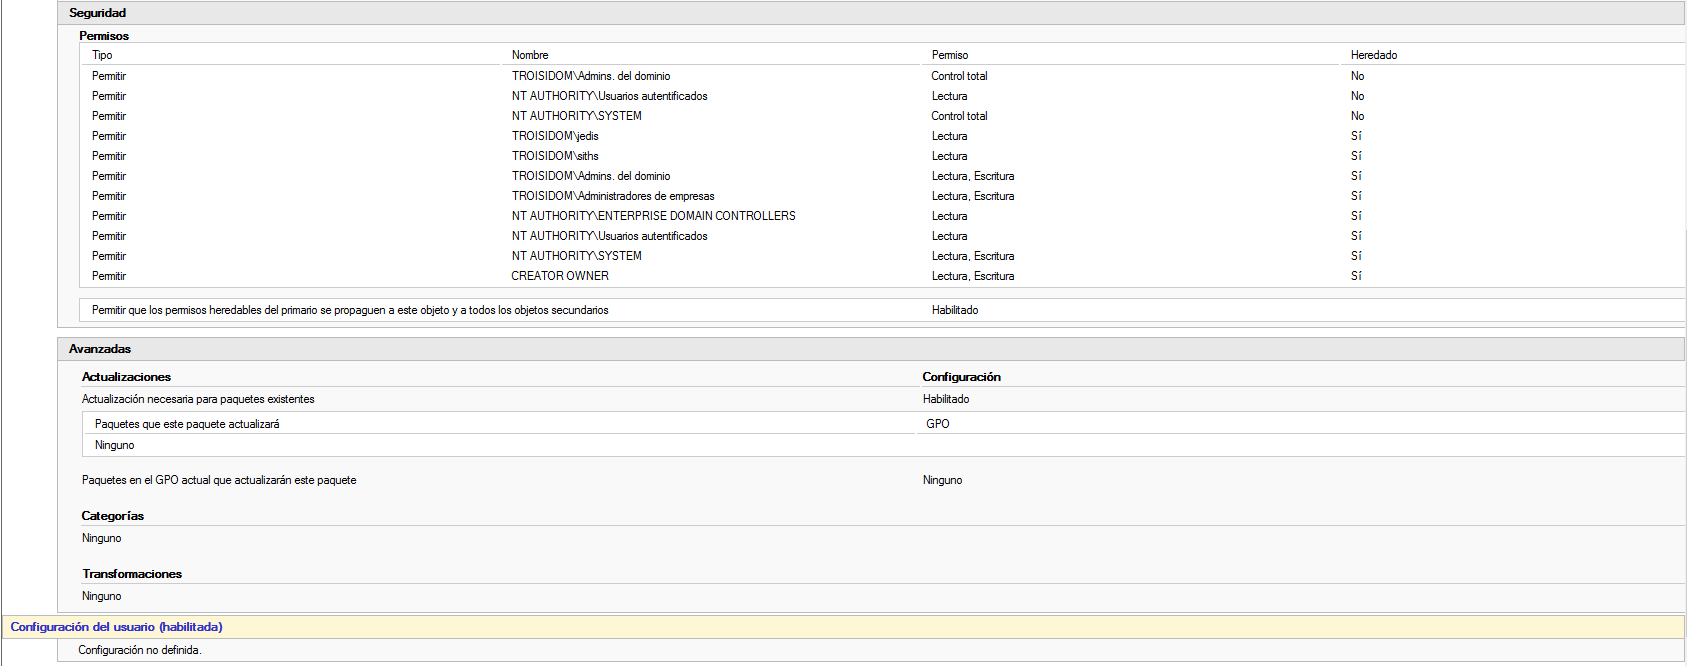 Seguridad
Permisos
Tipo Nombre Permiso Heredado
Permitir TROISIDOM\Admins. del dominio Control total No
Permitir NT AUTHORITY\Usuarios autentificados Lectura No
Permitir NT AUTHORITY\SYSTEM Control total No
Permitir TROISIDOM\jedis Lectura Sí
Permitir TROISIDOM\siths Lectura Sí
Permitir TROISIDOM\Admins. del dominio Lectura, Escritura Sí
Permitir TROISIDOM\Administradores de empresas Lectura, Escritura Sí
Permitir NT AUTHORITY\ENTERPRISE DOMAIN CONTROLLERS Lectura Sí
Permitir NT AUTHORITY\Usuarios autentificados Lectura Sí
Permitir NT AUTHORITY\SYSTEM Lectura, Escritura Sí
Permitir CREATOR OWNER Lectura, Escritura Sí
Permitir que los permisos heredables del primario se propaguen a este objeto y a todos los objetos secundarios Habilitado
Avanzadas
Actualizaciones Configuración
Actualización necesaria para paquetes existentes Habilitado
Paquetes que este paquete actualizará GPO
Ninguno
Paquetes en el GPO actual que actualizarán este paquete Ninguno
Categorías
Ninguno
Transformaciones
Ninguno
Configuración del usuario (habilitada)
Configuración no definida.